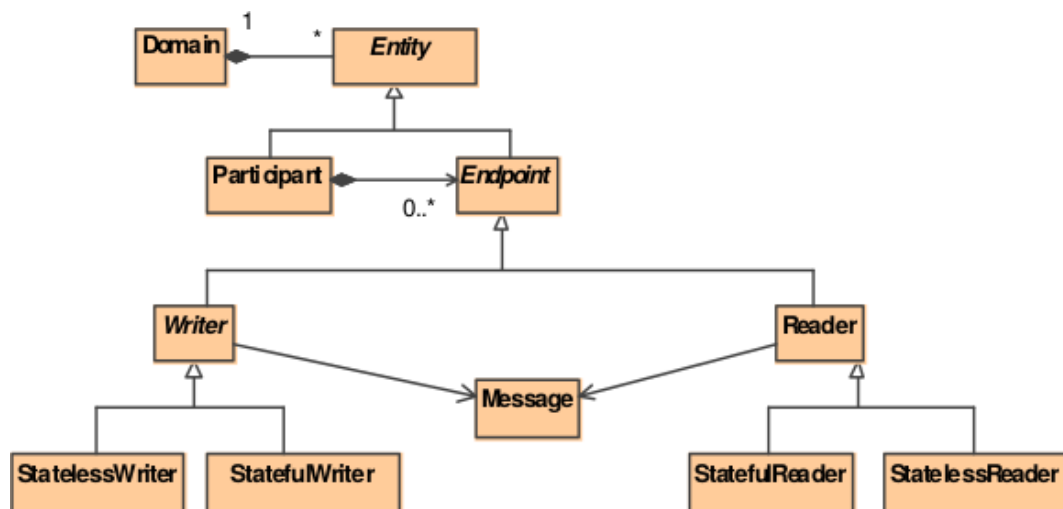 1
*
Domain
Entity
Participant
Endpoint
0..*
Writer
Reader
Message
StatelessWriter
StatefulWriter
StatefulReader
StatelessReader